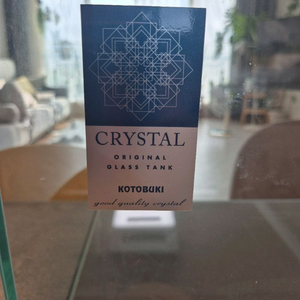 CRYSTAL
ORIGINAL
GLASS TANK
KOTOBUKI
good quality crystal